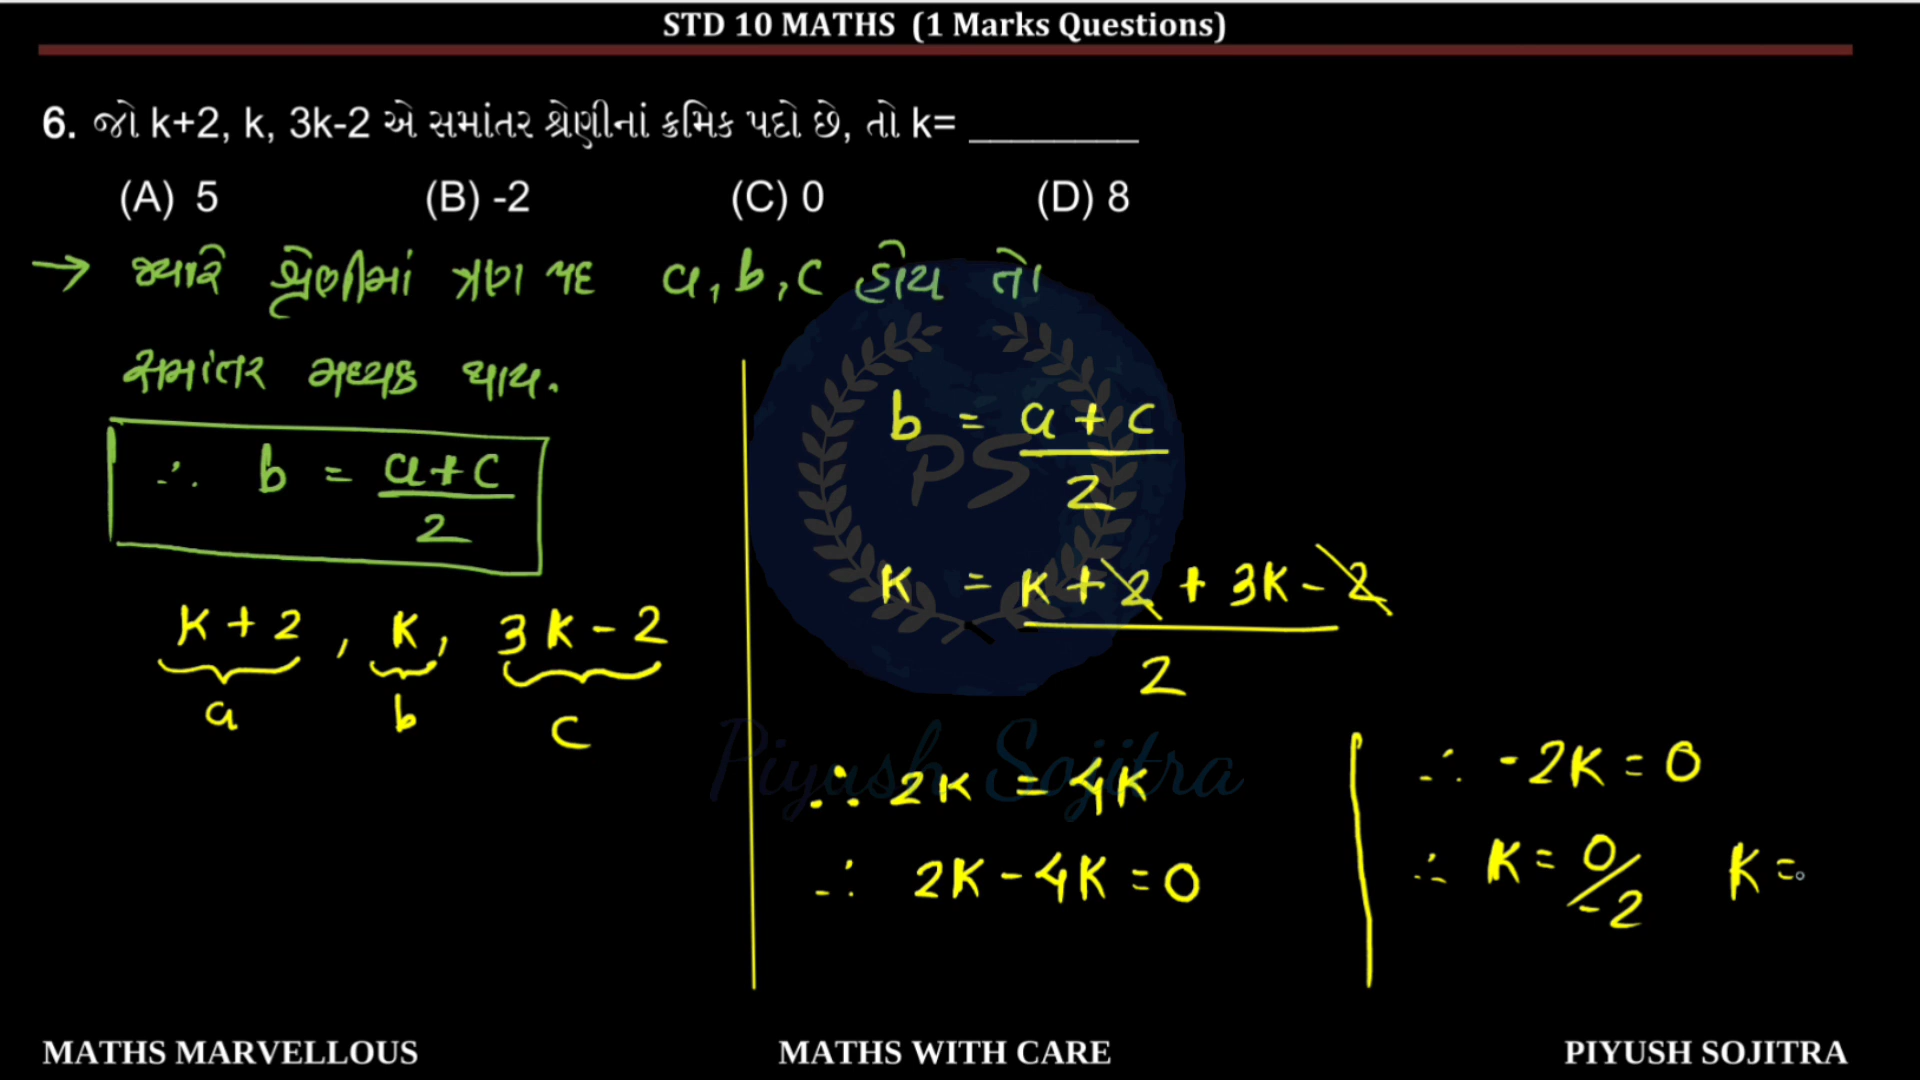 STD 10 MATHS (1 Marks Questions)
6. જો k+2, k, 3k-2 એ સમાંતર શ્રેણીનાં ક્રમિક પદો છે, તો k= ________
(A) 5 (B) -2 (C) 0 (D) 8
→ જ્યારે શ્રેણીમાં ત્રણ પદ a, b, c હોય તો
સમાંતર મધ્યક થાય.
∴ b = a+c
2
K+2, K, 3K-2
a b c
b = a+c
2
PS
K = K+2+3K-2
2
Piyush Sojitra
∴ 2K = 4K
∴ 2K-4K=0
∴ -2K=0
∴ K=0/-2 K=
MATHS MARVELLOUS MATHS WITH CARE PIYUSH SOJITRA